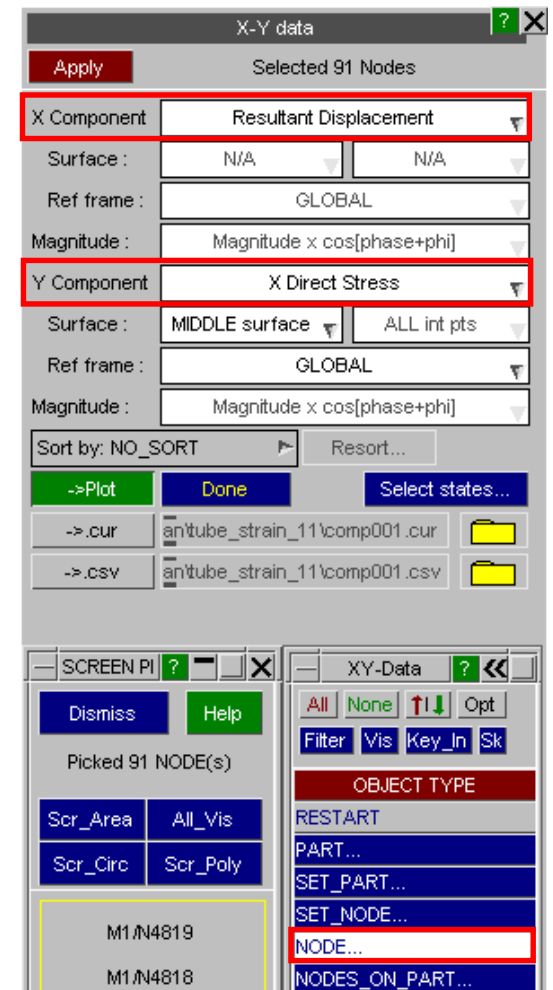 X-Y data ? X
Apply Selected 91 Nodes
X Component Resultant Displacement
Surface : N/A N/A
Ref frame : GLOBAL
Magnitude : Magnitude x cos[phase+phi]
Y Component X Direct Stress
Surface : MIDDLE surface ALL int pts
Ref frame : GLOBAL
Magnitude : Magnitude x cos[phase+phi]
Sort by: NO_SORT Resort...
->Plot Done Select states...
->.cur an\tube_strain_11\comp001.cur
->.csv an\tube_strain_11\comp001.csv
SCREEN PI ?
Dismiss Help
Picked 91 NODE(s)
Scr_Area All_Vis
Scr_Circ Scr_Poly
M1/N4819
M1/N4818
XY-Data ?
All None Opt
Filter Vis Key_In Sk
OBJECT TYPE
RESTART
PART...
SET_PART...
SET_NODE...
NODE...
NODES_ON_PART...